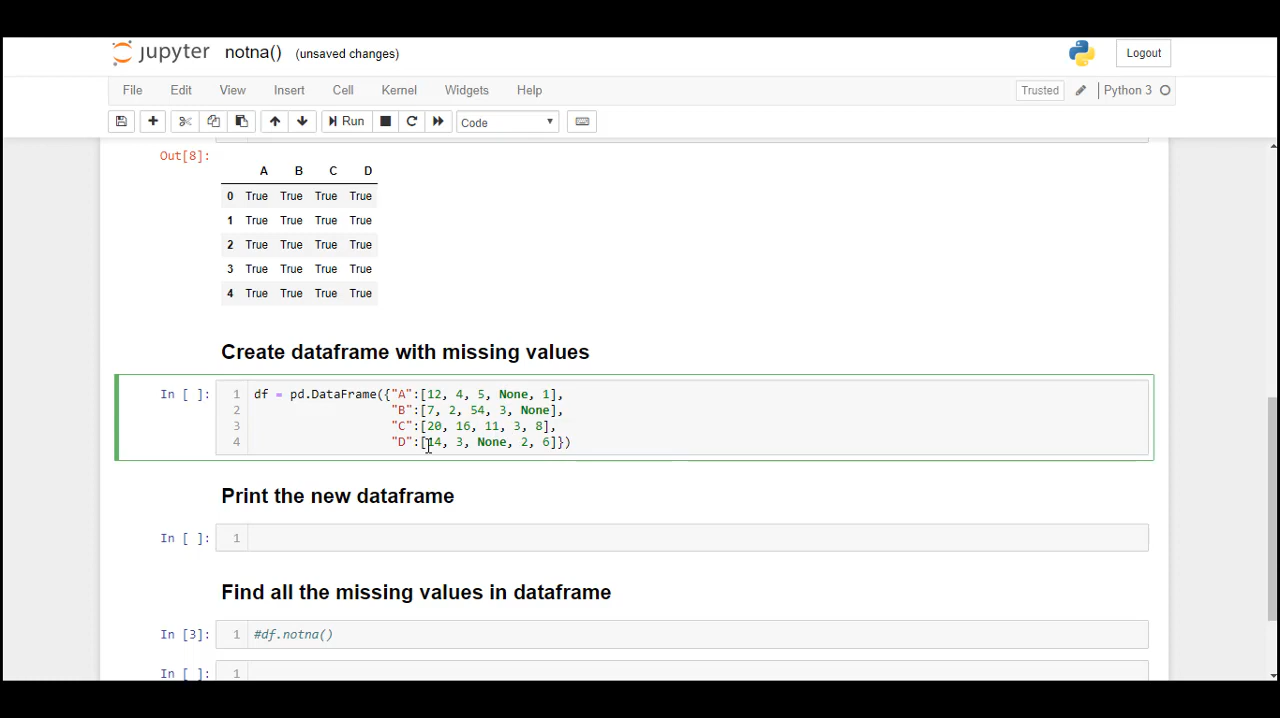 jupyter notna() (unsaved changes) Logout
File Edit View Insert Cell Kernel Widgets Help Trusted Python 3
Run Code
Out[8]:
A B C D
0 True True True True
1 True True True True
2 True True True True
3 True True True True
4 True True True True
Create dataframe with missing values
In [ ]: 1 df = pd.DataFrame({"A":[12, 4, 5, None, 1],
2 "B":[7, 2, 54, 3, None],
3 "C":[20, 16, 11, 3, 8],
4 "D":[14, 3, None, 2, 6]})
Print the new dataframe
In [ ]: 1
Find all the missing values in dataframe
In [3]: 1 #df.notna()
In [ ]: 1